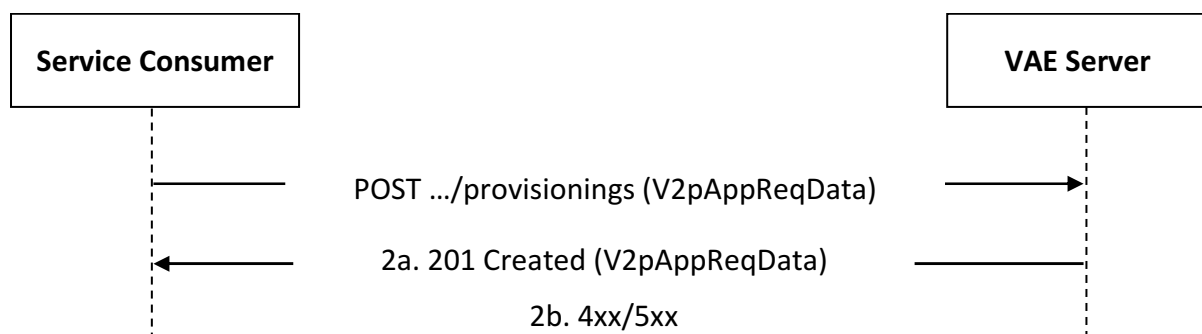 Service Consumer
VAE Server
POST …/provisionings (V2pAppReqData)
2a. 201 Created (V2pAppReqData)
2b. 4xx/5xx